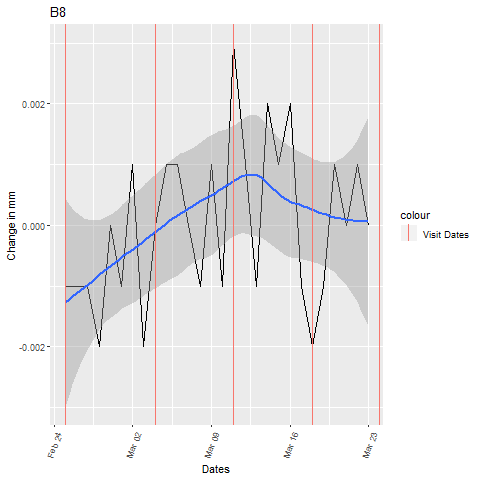 B8
Change in mm
0.002
0.000
-0.002
Feb 24
Mar 02
Mar 09
Mar 16
Mar 23
Dates
colour
Visit Dates